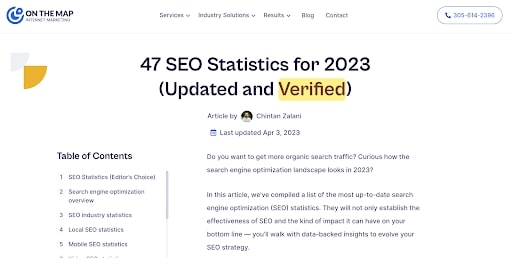 ON THE MAP
INTERNET MARKETING
Services
Industry Solutions
Results
Blog
Contact
305-614-2396
47 SEO Statistics for 2023
(Updated and Verified)
Article by Chintan Zalani
Last updated Apr 3, 2023
Table of Contents
1 SEO Statistics (Editor's Choice)
2 Search engine optimization
overview
3 SEO industry statistics
4 Local SEO statistics
5 Mobile SEO statistics
Do you want to get more organic search traffic? Curious how the
search engine optimization landscape looks in 2023?
In this article, we've compiled a list of the most up-to-date search
engine optimization (SEO) statistics. They will not only establish the
effectiveness of SEO and the kind of impact it can have on your
bottom line — you'll walk with data-backed insights to evolve your
SEO strategy.